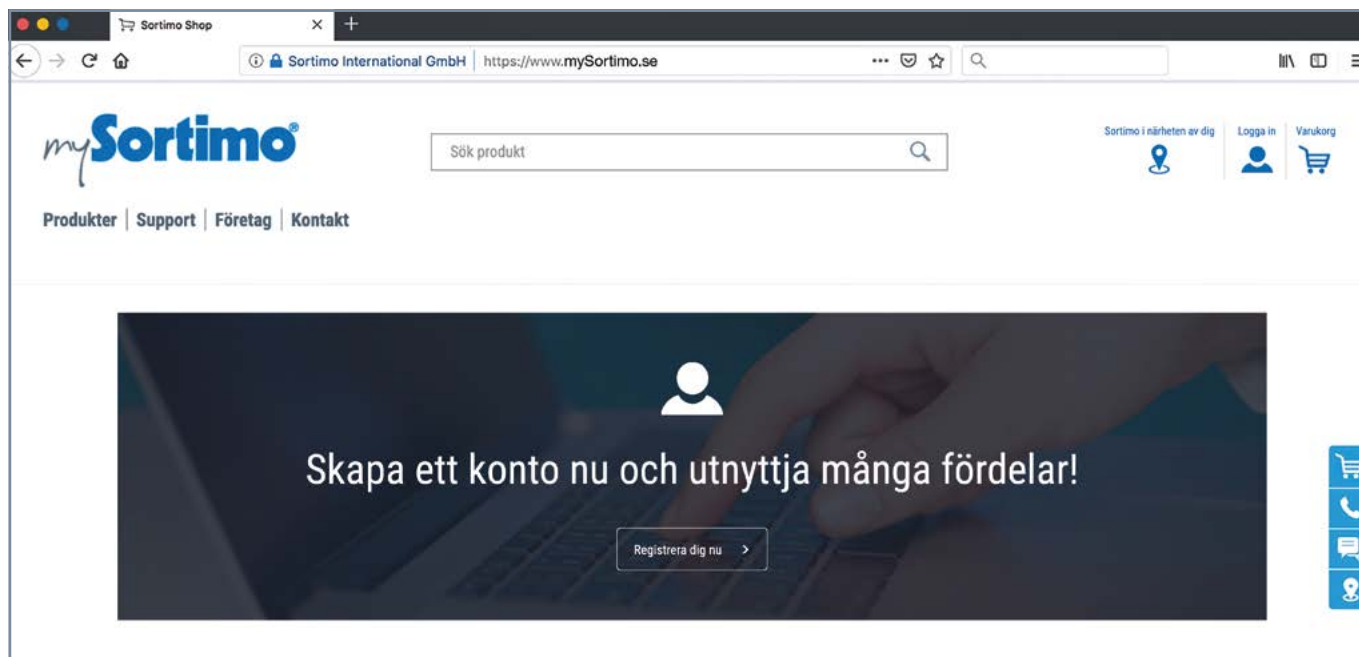 Sortimo Shop
Sortimo International GmbH https://www.mySortimo.se
mySortimo®
Sök produkt
Sortimo i närheten av dig Logga in Varukorg
Produkter | Support | Företag | Kontakt
Skapa ett konto nu och utnyttja många fördelar!
Registrera dig nu